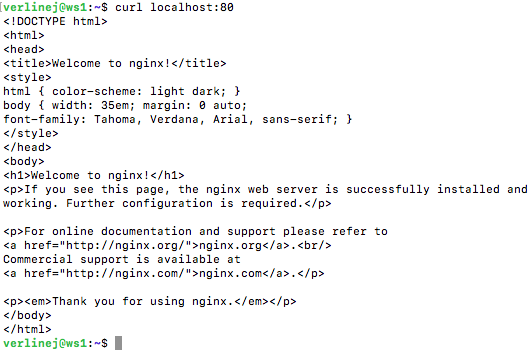 [verlinej@ws1:~$ curl localhost:80
<!DOCTYPE html>
<html>
<head>
<title>Welcome to nginx!</title>
<style>
html { color-scheme: light dark; }
body { width: 35em; margin: 0 auto;
font-family: Tahoma, Verdana, Arial, sans-serif; }
</style>
</head>
<body>
<h1>Welcome to nginx!</h1>
<p>If you see this page, the nginx web server is successfully installed and
working. Further configuration is required.</p>

<p>For online documentation and support please refer to
<a href="http://nginx.org/">nginx.org</a>.<br/>
Commercial support is available at
<a href="http://nginx.com/">nginx.com</a>.</p>

<p><em>Thank you for using nginx.</em></p>
</body>
</html>
verlinej@ws1:~$